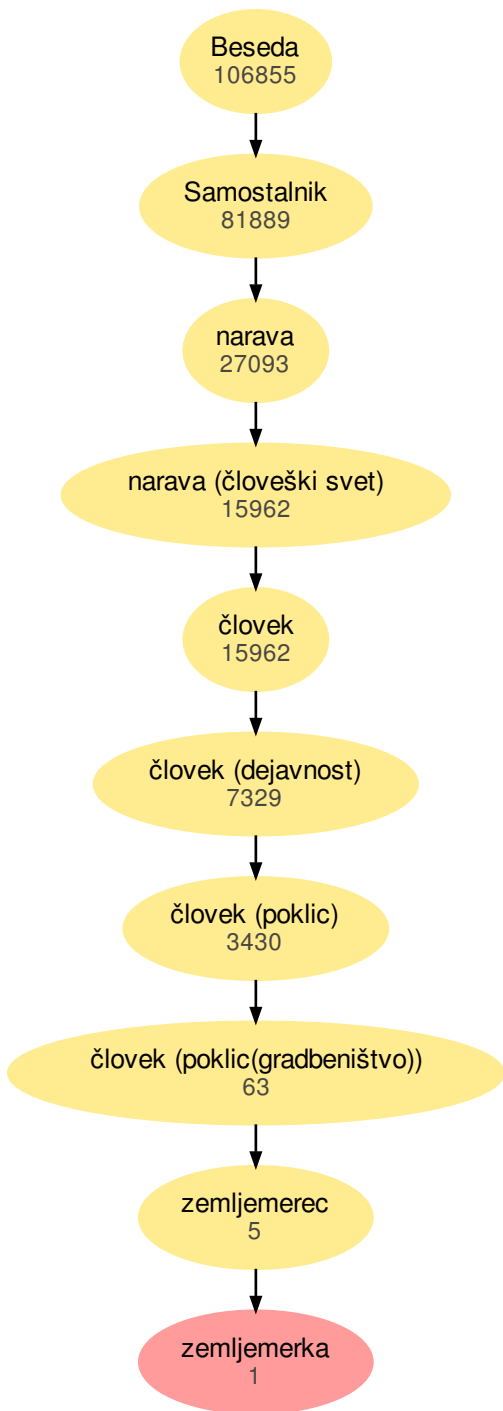 Beseda
106855
Samostalnik
81889
narava
27093
narava (človeški svet)
15962
človek
15962
človek (dejavnost)
7329
človek (poklic)
3430
človek (poklic(gradbeništvo))
63
zemljemerec
5
zemljemerka
1